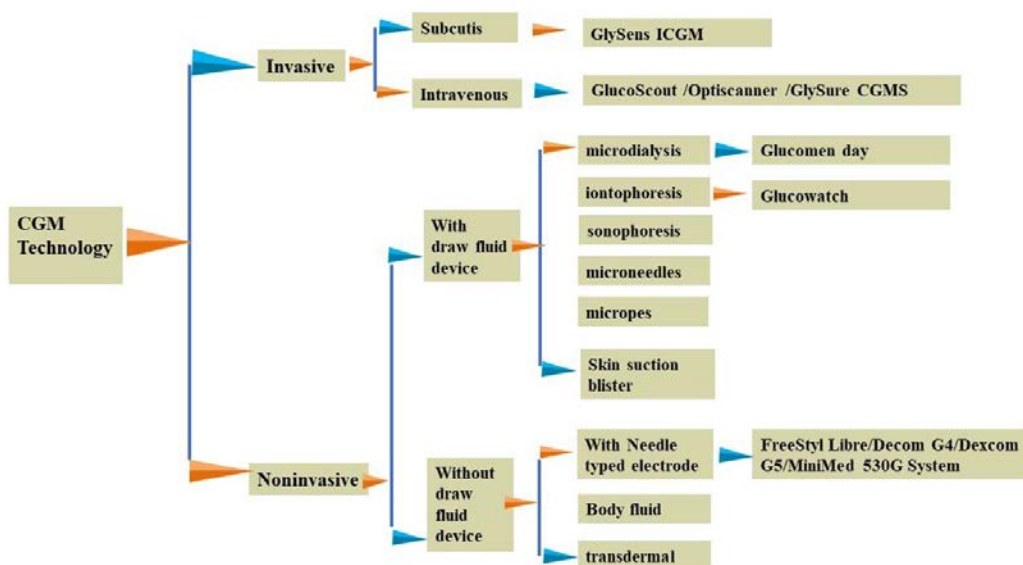 Subcutis
GlySens ICGM
Invasive
Intravenous
GlucoScout /Optiscanner /GlySure CGMS
microdialysis
Glucomen day
iontophoresis
Glucowatch
CGM
Technology
With
draw fluid
device
sonophoresis
microneedles
micropes
Skin suction
blister
Noninvasive
Without
draw
fluid
device
With Needle
typed electrode
FreeStyl Libre/Decom G4/Dexcom
G5/MiniMed 530G System
Body fluid
transdermal